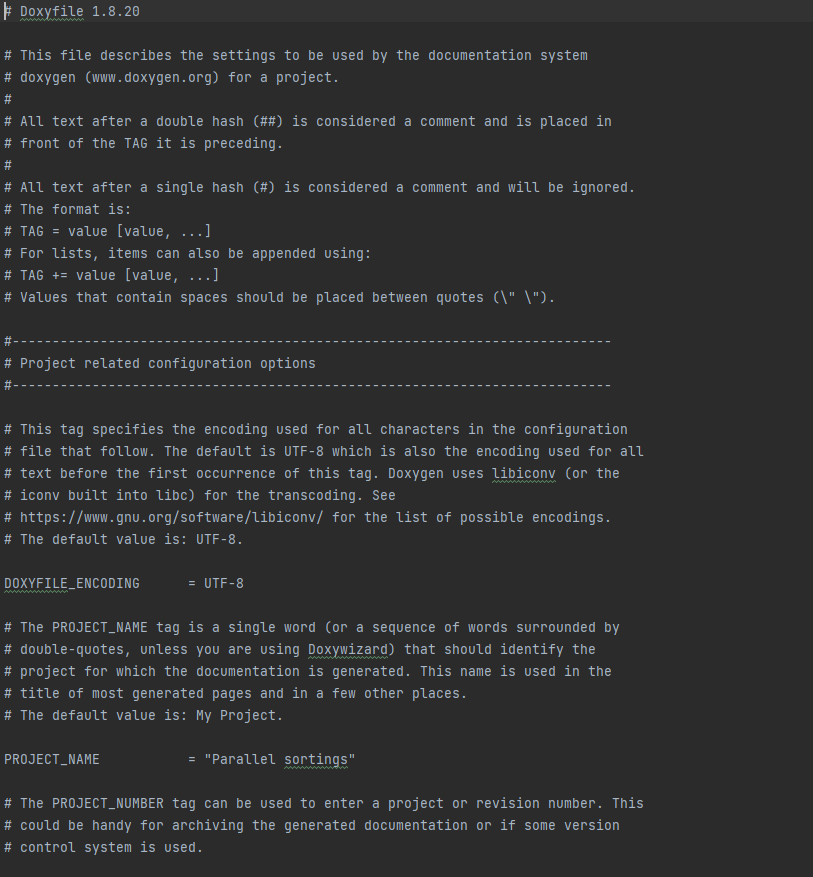 # Doxyfile 1.8.20
# This file describes the settings to be used by the documentation system
# doxygen (www.doxygen.org) for a project.
#
# All text after a double hash (##) is considered a comment and is placed in
# front of the TAG it is preceding.
#
# All text after a single hash (#) is considered a comment and will be ignored.
# The format is:
# TAG = value [value, ...]
# For lists, items can also be appended using:
# TAG += value [value, ...]
# Values that contain spaces should be placed between quotes (\" \").
#---------------------------------------------------------------------------
# Project related configuration options
#---------------------------------------------------------------------------
# This tag specifies the encoding used for all characters in the configuration
# file that follow. The default is UTF-8 which is also the encoding used for all
# text before the first occurrence of this tag. Doxygen uses libiconv (or the
# iconv built into libc) for the transcoding. See
# https://www.gnu.org/software/libiconv/ for the list of possible encodings.
# The default value is: UTF-8.
DOXYFILE_ENCODING      = UTF-8
# The PROJECT_NAME tag is a single word (or a sequence of words surrounded by
# double-quotes, unless you are using Doxywizard) that should identify the
# project for which the documentation is generated. This name is used in the
# title of most generated pages and in a few other places.
# The default value is: My Project.
PROJECT_NAME           = "Parallel sortings"
# The PROJECT_NUMBER tag can be used to enter a project or revision number. This
# could be handy for archiving the generated documentation or if some version
# control system is used.